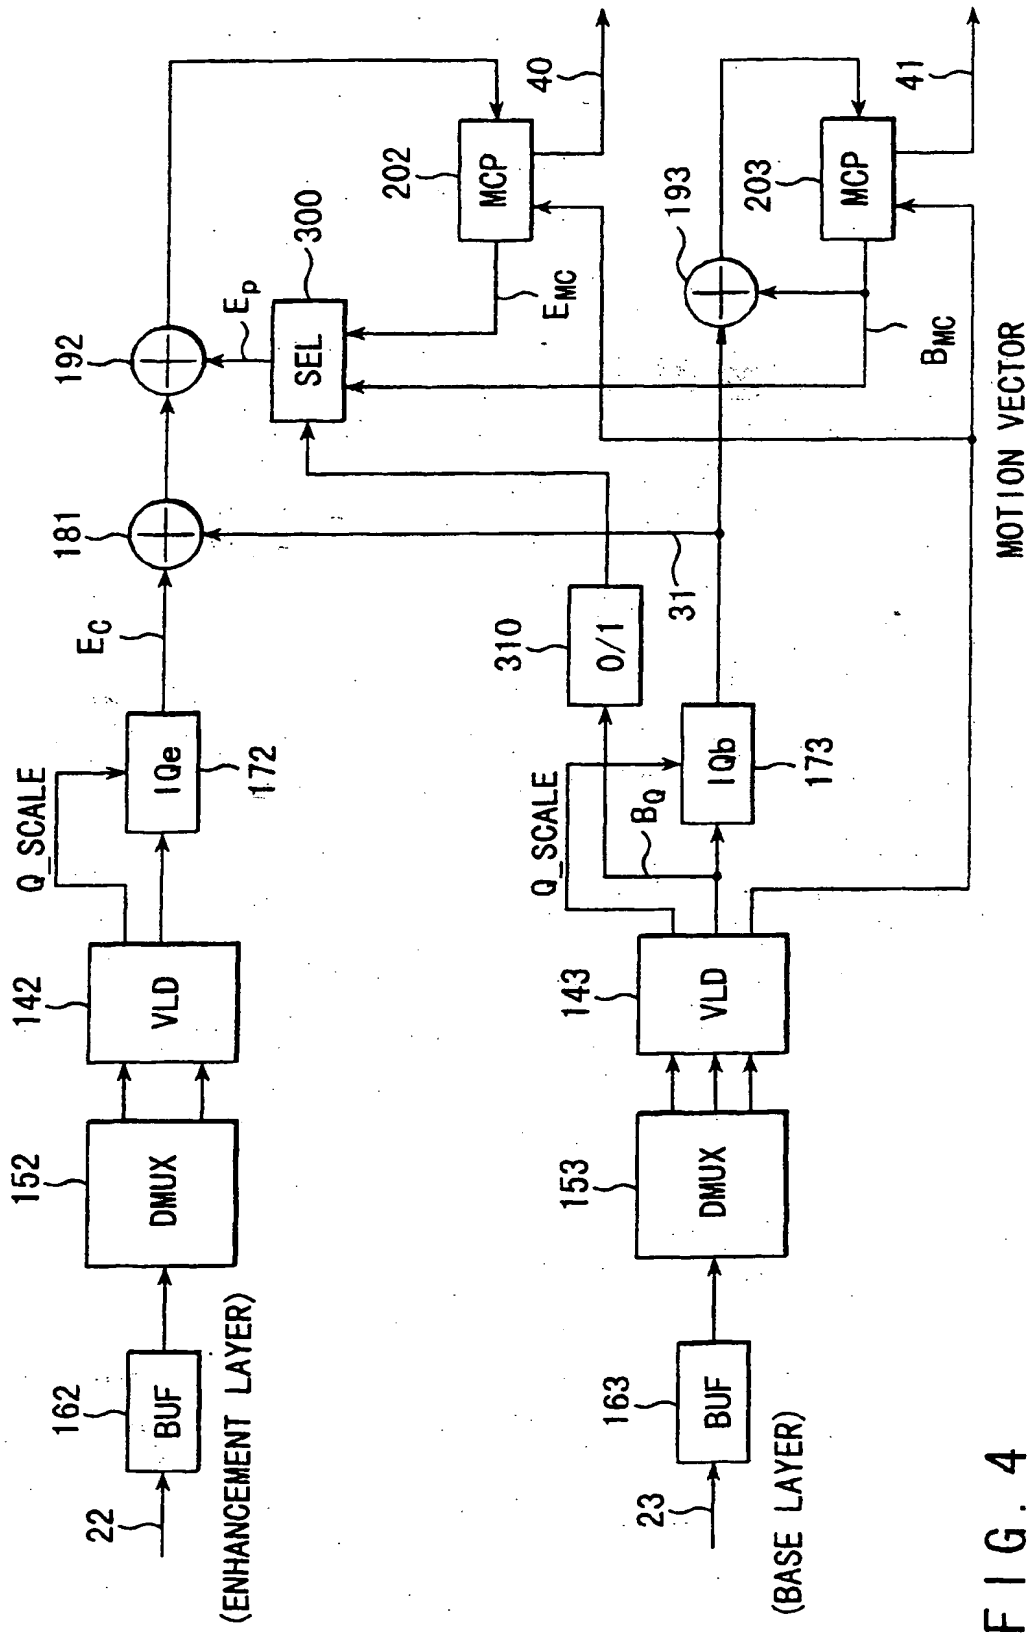 22
162
BUF
(ENHANCEMENT LAYER)
152
DMUX
142
VLD
Q_SCALE
IQe
172
EC
181
192
EP
SEL
300
EMC
202
MCP
40
23
163
BUF
(BASE LAYER)
153
DMUX
143
VLD
Q_SCALE
BQ
IQb
173
310
0/1
31
193
BMC
203
MCP
41
MOTION VECTOR
FIG. 4